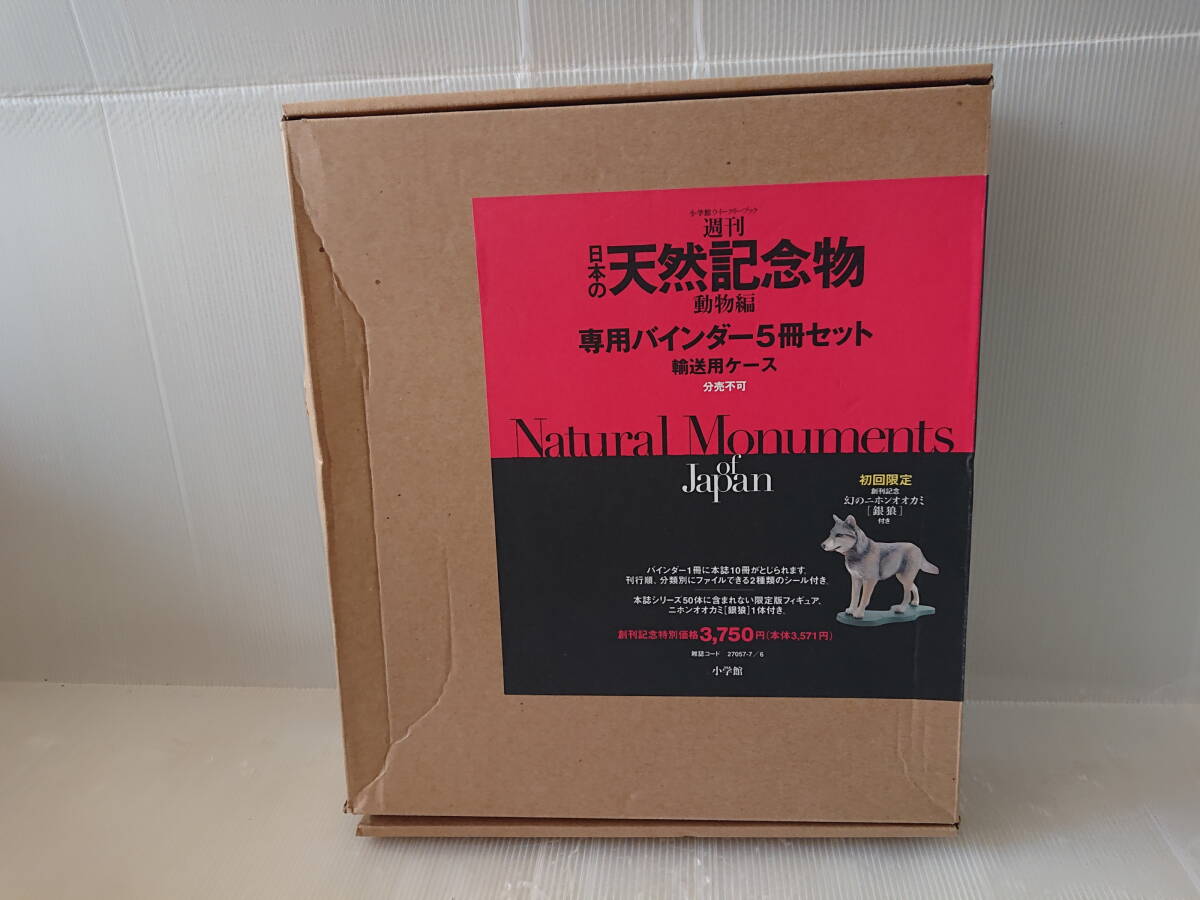 小学館ウイークリーブック
週刊
日本の天然記念物
動物編
専用バインダー5冊セット
輸送用ケース
分売不可
Natural Monuments
of
Japan
初回限定
創刊記念
幻のニホンオオカミ
[銀狼]
付き
バインダー1冊に本誌10冊がとじられます。
刊行順、分類別にファイルできる2種類のシール付き。
本誌シリーズ50体に含まれない限定版フィギュア、
ニホンオオカミ[銀狼]1体付き。
創刊記念特別価格3,750円(本体3,571円)
雑誌コード 27057-7/6
小学館